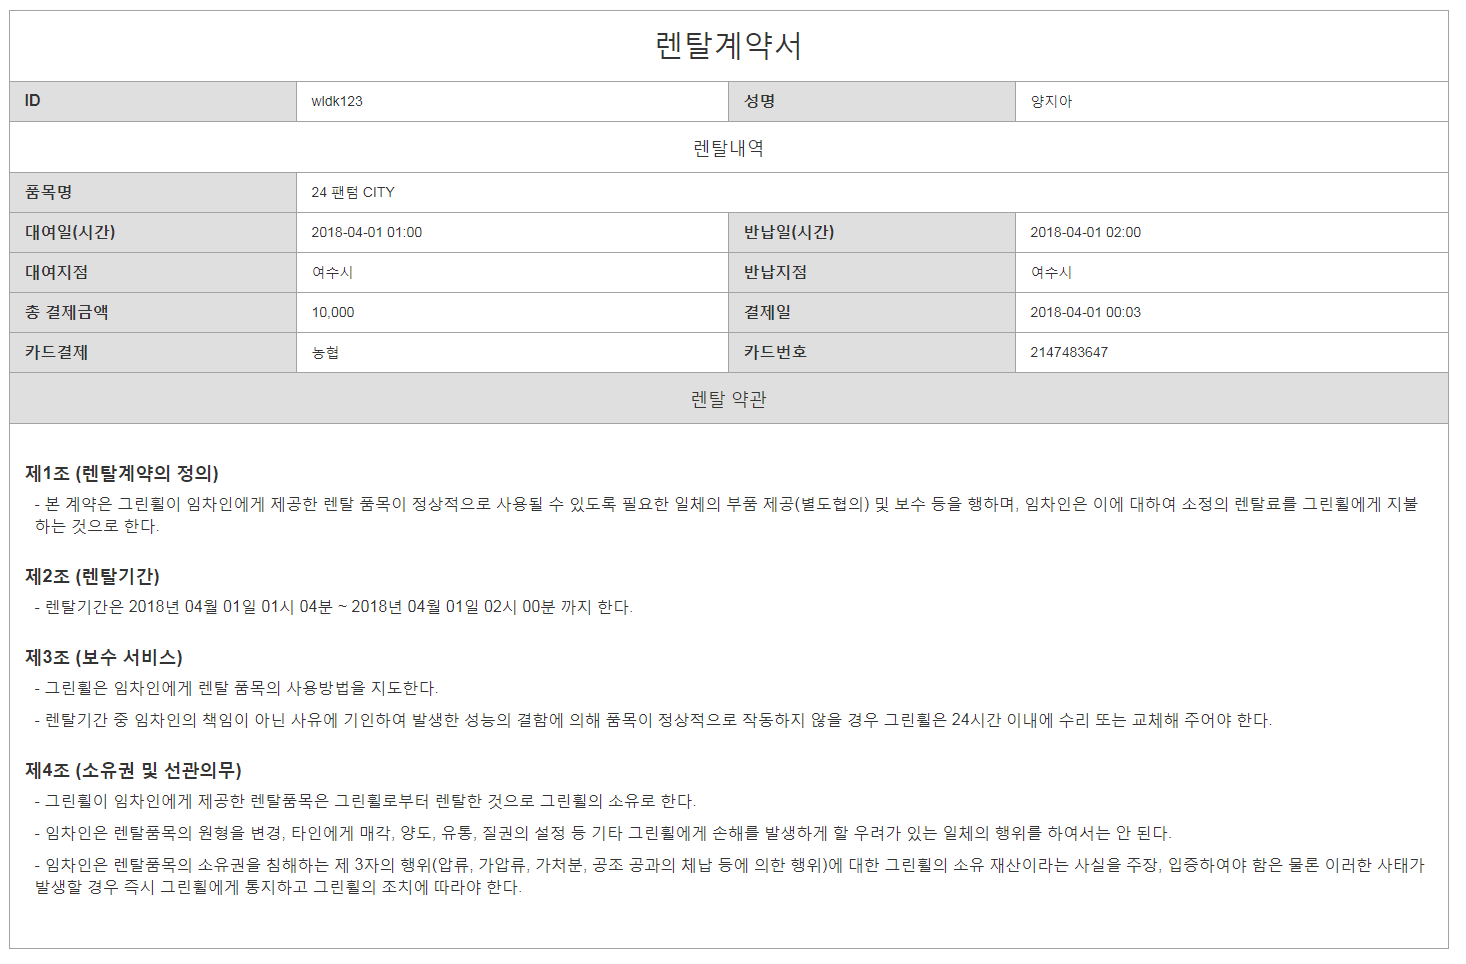 렌탈계약서
ID wldk123 성명 양지아
렌탈내역
품목명 24 팬텀 CITY
대여일(시간) 2018-04-01 01:00 반납일(시간) 2018-04-01 02:00
대여지점 여수시 반납지점 여수시
총 결제금액 10,000 결제일 2018-04-01 00:03
카드결제 농협 카드번호 2147483647
렌탈 약관
제1조 (렌탈계약의 정의)
- 본 계약은 그린휠이 임차인에게 제공한 렌탈 품목이 정상적으로 사용될 수 있도록 필요한 일체의 부품 제공(별도협의) 및 보수 등을 행하며, 임차인은 이에 대하여 소정의 렌탈료를 그린휠에게 지불
하는 것으로 한다.
제2조 (렌탈기간)
- 렌탈기간은 2018년 04월 01일 01시 04분 ~ 2018년 04월 01일 02시 00분 까지 한다.
제3조 (보수 서비스)
- 그린휠은 임차인에게 렌탈 품목의 사용방법을 지도한다.
- 렌탈기간 중 임차인의 책임이 아닌 사유에 기인하여 발생한 성능의 결함에 의해 품목이 정상적으로 작동하지 않을 경우 그린휠은 24시간 이내에 수리 또는 교체해 주어야 한다.
제4조 (소유권 및 선관의무)
- 그린휠이 임차인에게 제공한 렌탈품목은 그린휠로부터 렌탈한 것으로 그린휠의 소유로 한다.
- 임차인은 렌탈품목의 원형을 변경, 타인에게 매각, 양도, 유통, 질권의 설정 등 기타 그린휠에게 손해를 발생하게 할 우려가 있는 일체의 행위를 하여서는 안 된다.
- 임차인은 렌탈품목의 소유권을 침해하는 제 3자의 행위(압류, 가압류, 가처분, 공조 공과의 체납 등에 의한 행위)에 대한 그린휠의 소유 재산이라는 사실을 주장, 입증하여야 함은 물론 이러한 사태가
발생할 경우 즉시 그린휠에게 통지하고 그린휠의 조치에 따라야 한다.